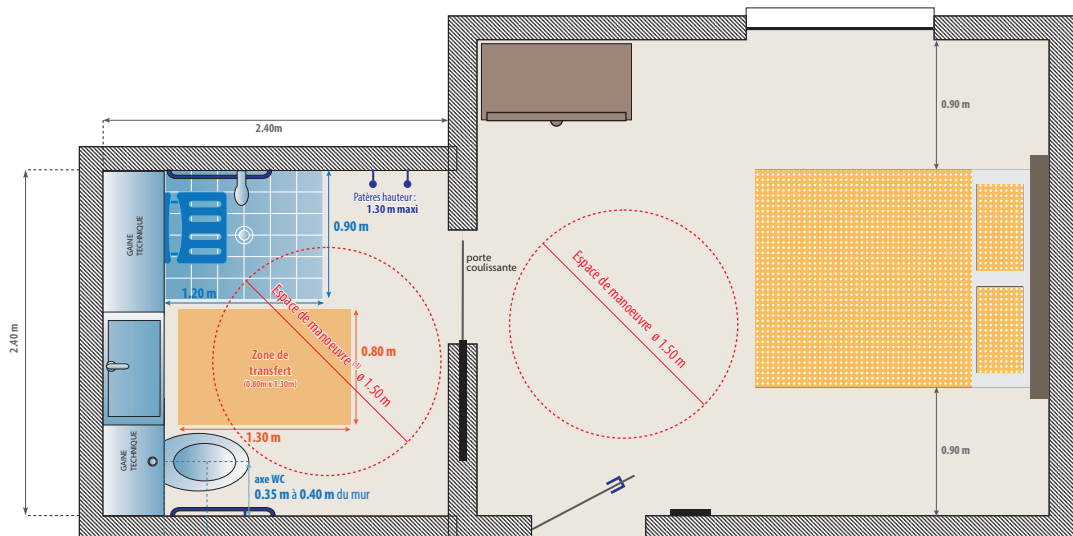 2.40m
0.90 m
Patères hauteur :
1.30 m maxi
GAINE
TECHNIQUE
0.90 m
porte
coulissante
Espace de manoeuvre ø 1.50 m
1.20 m
Espace de manoeuvre (1) ø 1.50 m
2.40 m
Zone de
transfert
(0.80m x 1.30m)
0.80 m
1.30 m
GAINE
TECHNIQUE
axe WC
0.35 m à 0.40 m du mur
0.90 m